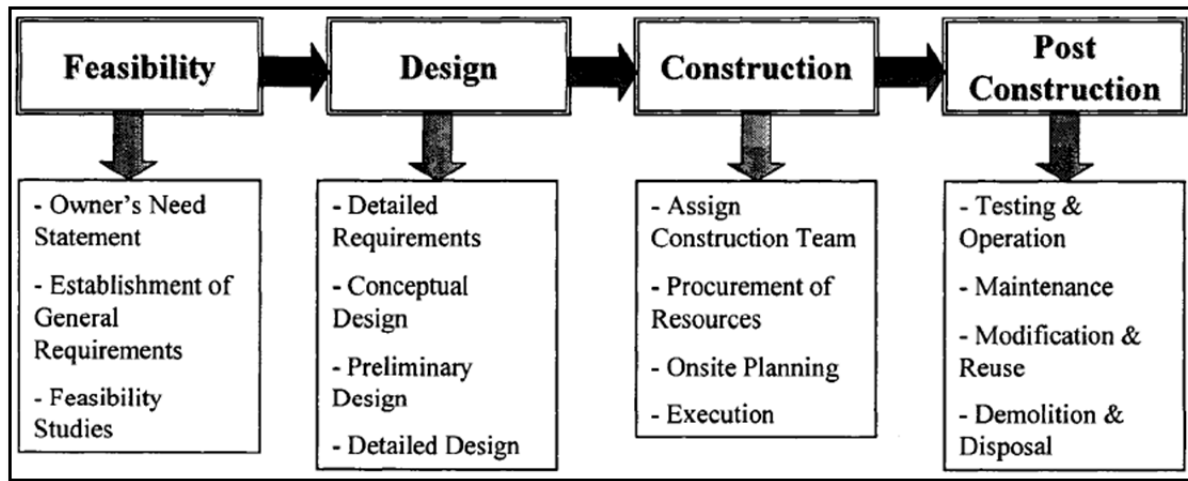 Feasibility
Design
Construction
Post
Construction
- Owner's Need
Statement
- Establishment of
General
Requirements
- Feasibility
Studies
- Detailed
Requirements
- Conceptual
Design
- Preliminary
Design
- Detailed Design
- Assign
Construction Team
- Procurement of
Resources
- Onsite Planning
- Execution
- Testing &
Operation
- Maintenance
- Modification &
Reuse
- Demolition &
Disposal